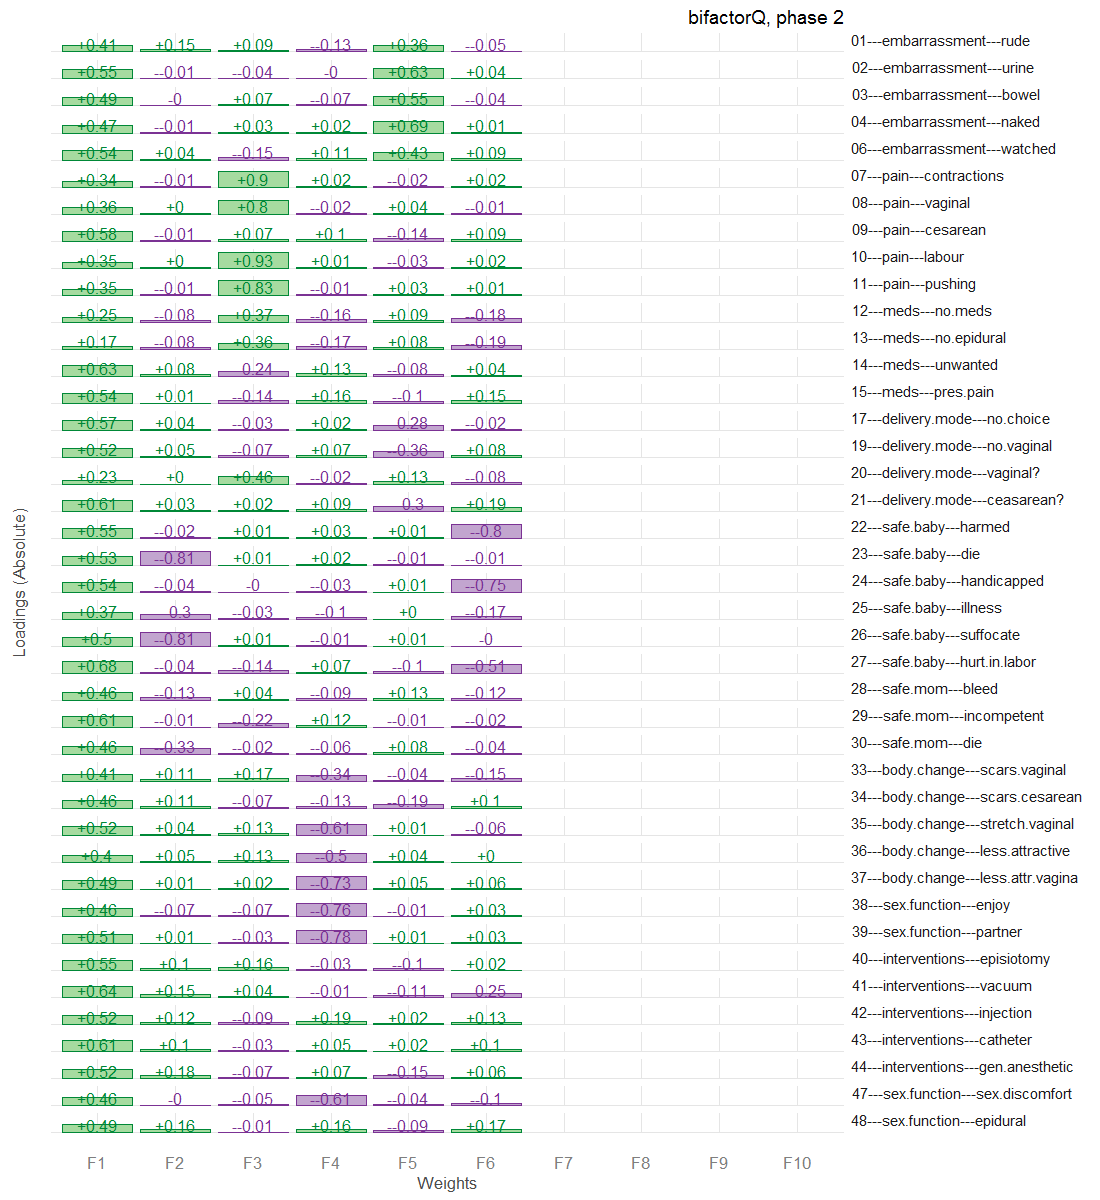 bifactorQ, phase 2
+0.41 +0.15 +0.09 --0.13 +0.36 --0.05 01---embarrassment---rude
+0.55 --0.01 --0.04 -0 +0.63 +0.04 02---embarrassment---urine
+0.49 -0 +0.07 --0.07 +0.55 --0.04 03---embarrassment---bowel
+0.47 --0.01 +0.03 +0.02 +0.69 +0.01 04---embarrassment---naked
+0.54 +0.04 --0.15 +0.11 +0.43 +0.09 06---embarrassment---watched
+0.34 --0.01 +0.9 +0.02 --0.02 +0.02 07---pain---contractions
+0.36 +0 +0.8 --0.02 +0.04 --0.01 08---pain---vaginal
+0.58 --0.01 +0.07 +0.1 --0.14 +0.09 09---pain---cesarean
+0.35 +0 +0.93 +0.01 --0.03 +0.02 10---pain---labour
+0.35 --0.01 +0.83 --0.01 +0.03 +0.01 11---pain---pushing
+0.25 --0.08 +0.37 --0.16 +0.09 --0.18 12---meds---no.meds
+0.17 --0.08 +0.36 --0.17 +0.08 --0.19 13---meds---no.epidural
+0.63 +0.08 --0.24 +0.13 --0.08 +0.04 14---meds---unwanted
+0.54 +0.01 --0.14 +0.16 --0.1 +0.15 15---meds---pres.pain
+0.57 +0.04 --0.03 +0.02 --0.28 --0.02 17---delivery.mode---no.choice
+0.52 +0.05 --0.07 +0.07 --0.36 +0.08 19---delivery.mode---no.vaginal
+0.23 +0 +0.46 --0.02 +0.13 --0.08 20---delivery.mode---vaginal?
+0.61 +0.03 +0.02 +0.09 --0.3 +0.19 21---delivery.mode---ceasarean?
+0.55 --0.02 +0.01 +0.03 +0.01 --0.8 22---safe.baby---harmed
+0.53 --0.81 +0.01 +0.02 --0.01 --0.01 23---safe.baby---die
+0.54 --0.04 -0 --0.03 +0.01 --0.75 24---safe.baby---handicapped
+0.37 --0.3 --0.03 --0.1 +0 --0.17 25---safe.baby---illness
+0.5 --0.81 +0.01 --0.01 +0.01 -0 26---safe.baby---suffocate
+0.68 --0.04 --0.14 +0.07 --0.1 --0.51 27---safe.baby---hurt.in.labor
+0.46 --0.13 +0.04 --0.09 +0.13 --0.12 28---safe.mom---bleed
+0.61 --0.01 --0.22 +0.12 --0.01 --0.02 29---safe.mom---incompetent
+0.46 --0.33 --0.02 --0.06 +0.08 --0.04 30---safe.mom---die
+0.41 +0.11 +0.17 --0.34 --0.04 --0.15 33---body.change---scars.vaginal
+0.46 +0.11 --0.07 --0.13 --0.19 +0.1 34---body.change---scars.cesarean
+0.52 +0.04 +0.13 --0.61 +0.01 --0.06 35---body.change---stretch.vaginal
+0.4 +0.05 +0.13 --0.5 +0.04 +0 36---body.change---less.attractive
+0.49 +0.01 +0.02 --0.73 +0.05 +0.06 37---body.change---less.attr.vagina
+0.46 --0.07 --0.07 --0.76 --0.01 +0.03 38---sex.function---enjoy
+0.51 +0.01 --0.03 --0.78 +0.01 +0.03 39---sex.function---partner
+0.55 +0.1 +0.16 --0.03 --0.1 +0.02 40---interventions---episiotomy
+0.64 +0.15 +0.04 --0.01 --0.11 --0.25 41---interventions---vacuum
+0.52 +0.12 --0.09 +0.19 +0.02 +0.13 42---interventions---injection
+0.61 +0.1 --0.03 +0.05 +0.02 +0.1 43---interventions---catheter
+0.52 +0.18 --0.07 +0.07 --0.15 +0.06 44---interventions---gen.anesthetic
+0.46 -0 --0.05 --0.61 --0.04 --0.1 47---sex.function---sex.discomfort
+0.49 +0.16 --0.01 +0.16 --0.09 +0.17 48---sex.function---epidural
F1 F2 F3 F4 F5 F6 F7 F8 F9 F10
Weights
Loadings (Absolute)